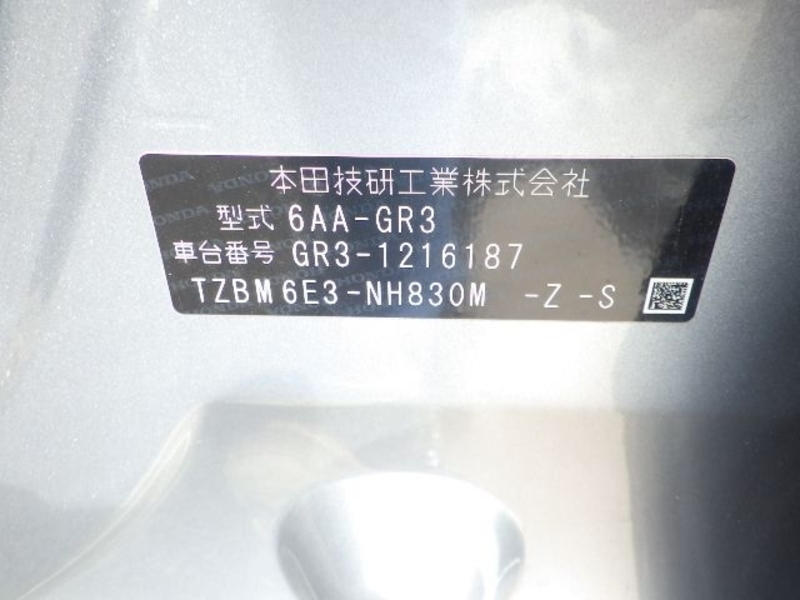 本田技研工業株式会社
型式 6AA-GR3
車台番号 GR3-1216187
TZBM6E3-NH830M -Z -S